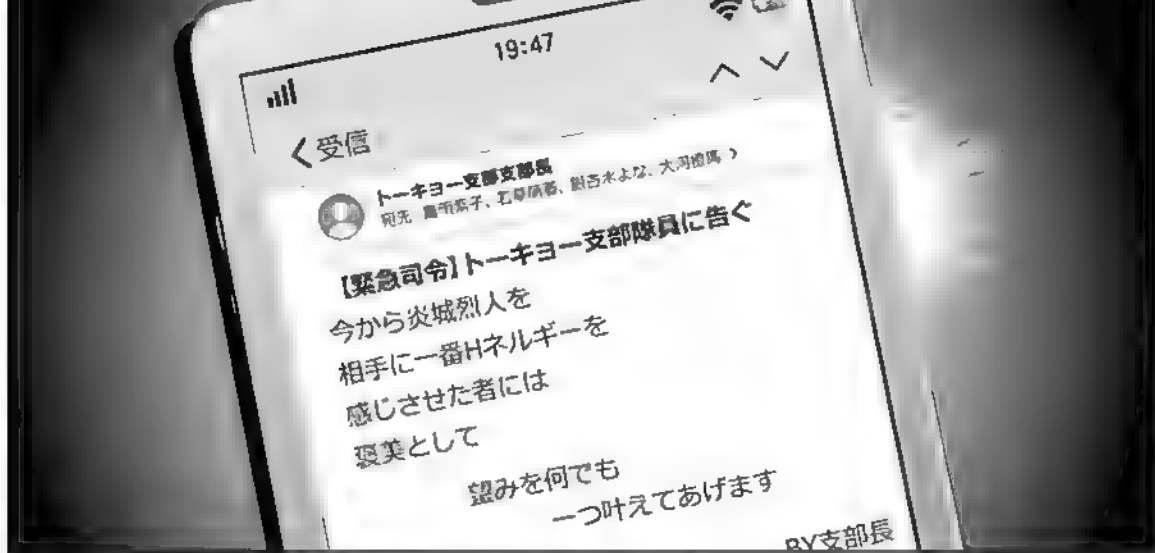 19:47
受信
トーキョー支部支部長
宛先
【緊急司令】トーキョー支部隊員に告ぐ
今から炎城烈人を
相手に一番Hネルギーを
感じさせた者には
褒美として
望みを何でも
一つ叶えてあげます
BY支部長